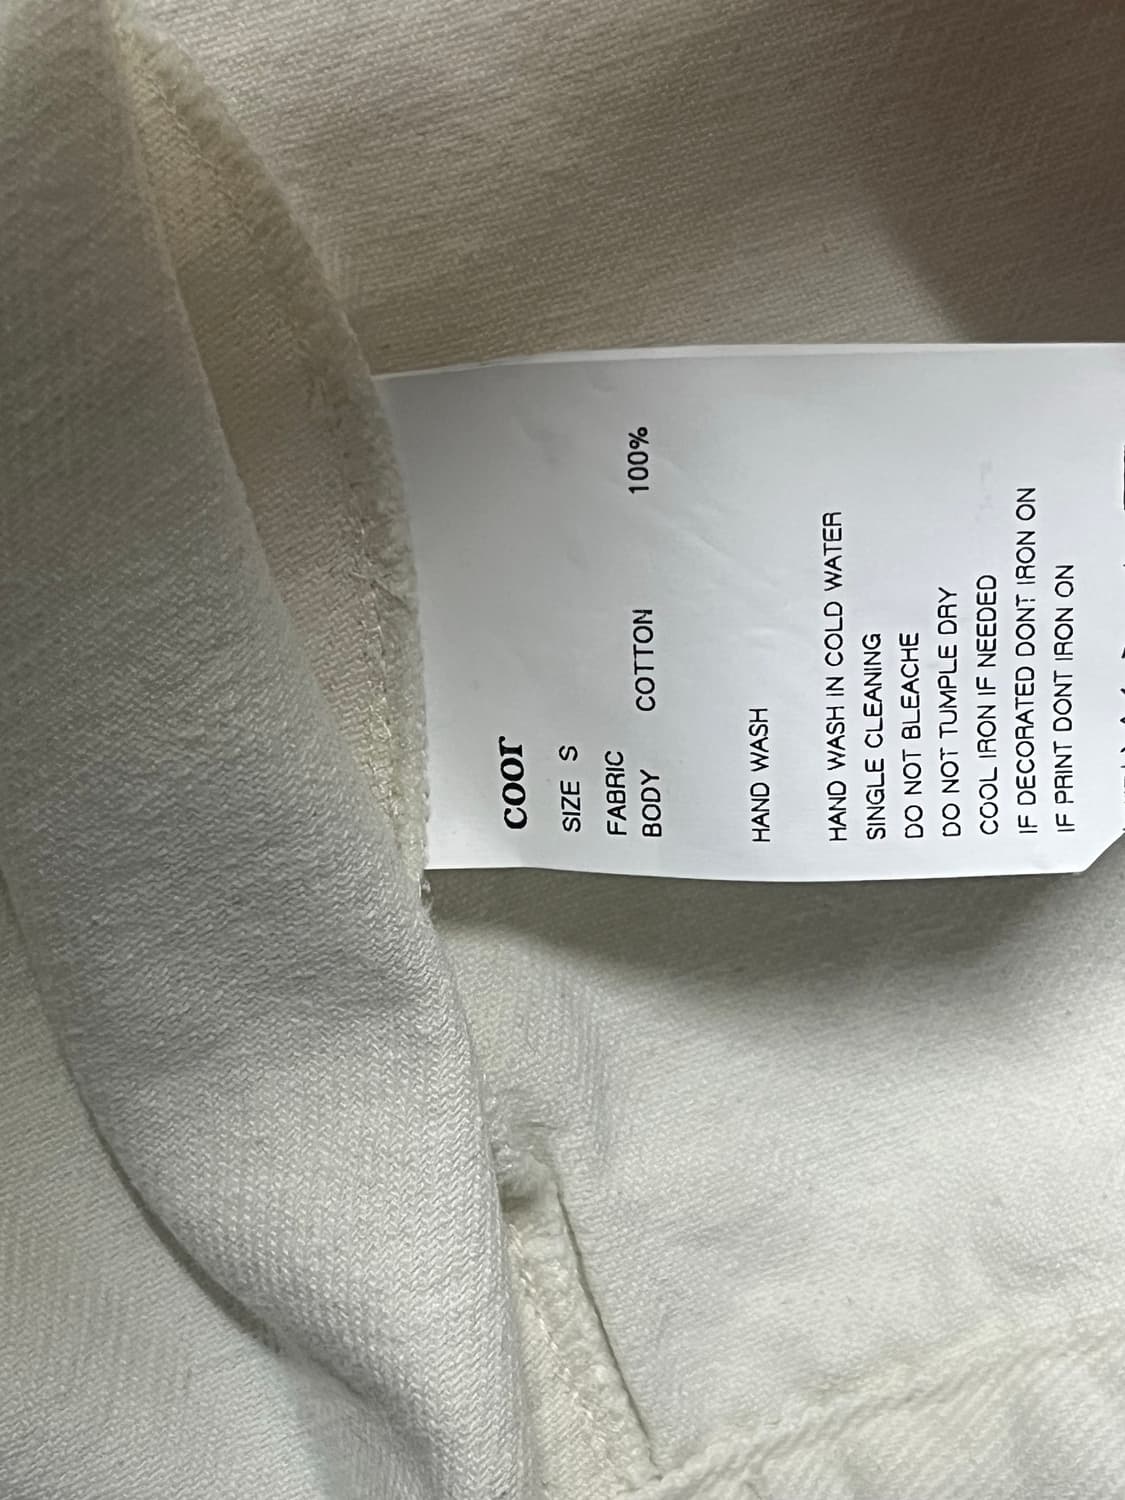 COOГ
SIZE S
FABRIC
BODY COTTON 100%
HAND WASH
HAND WASH IN COLD WATER
SINGLE CLEANING
DO NOT BLEACHE
DO NOT TUMPLE DRY
COOL IRON IF NEEDED
IF DECORATED DONT IRON ON
IF PRINT DONT IRON ON